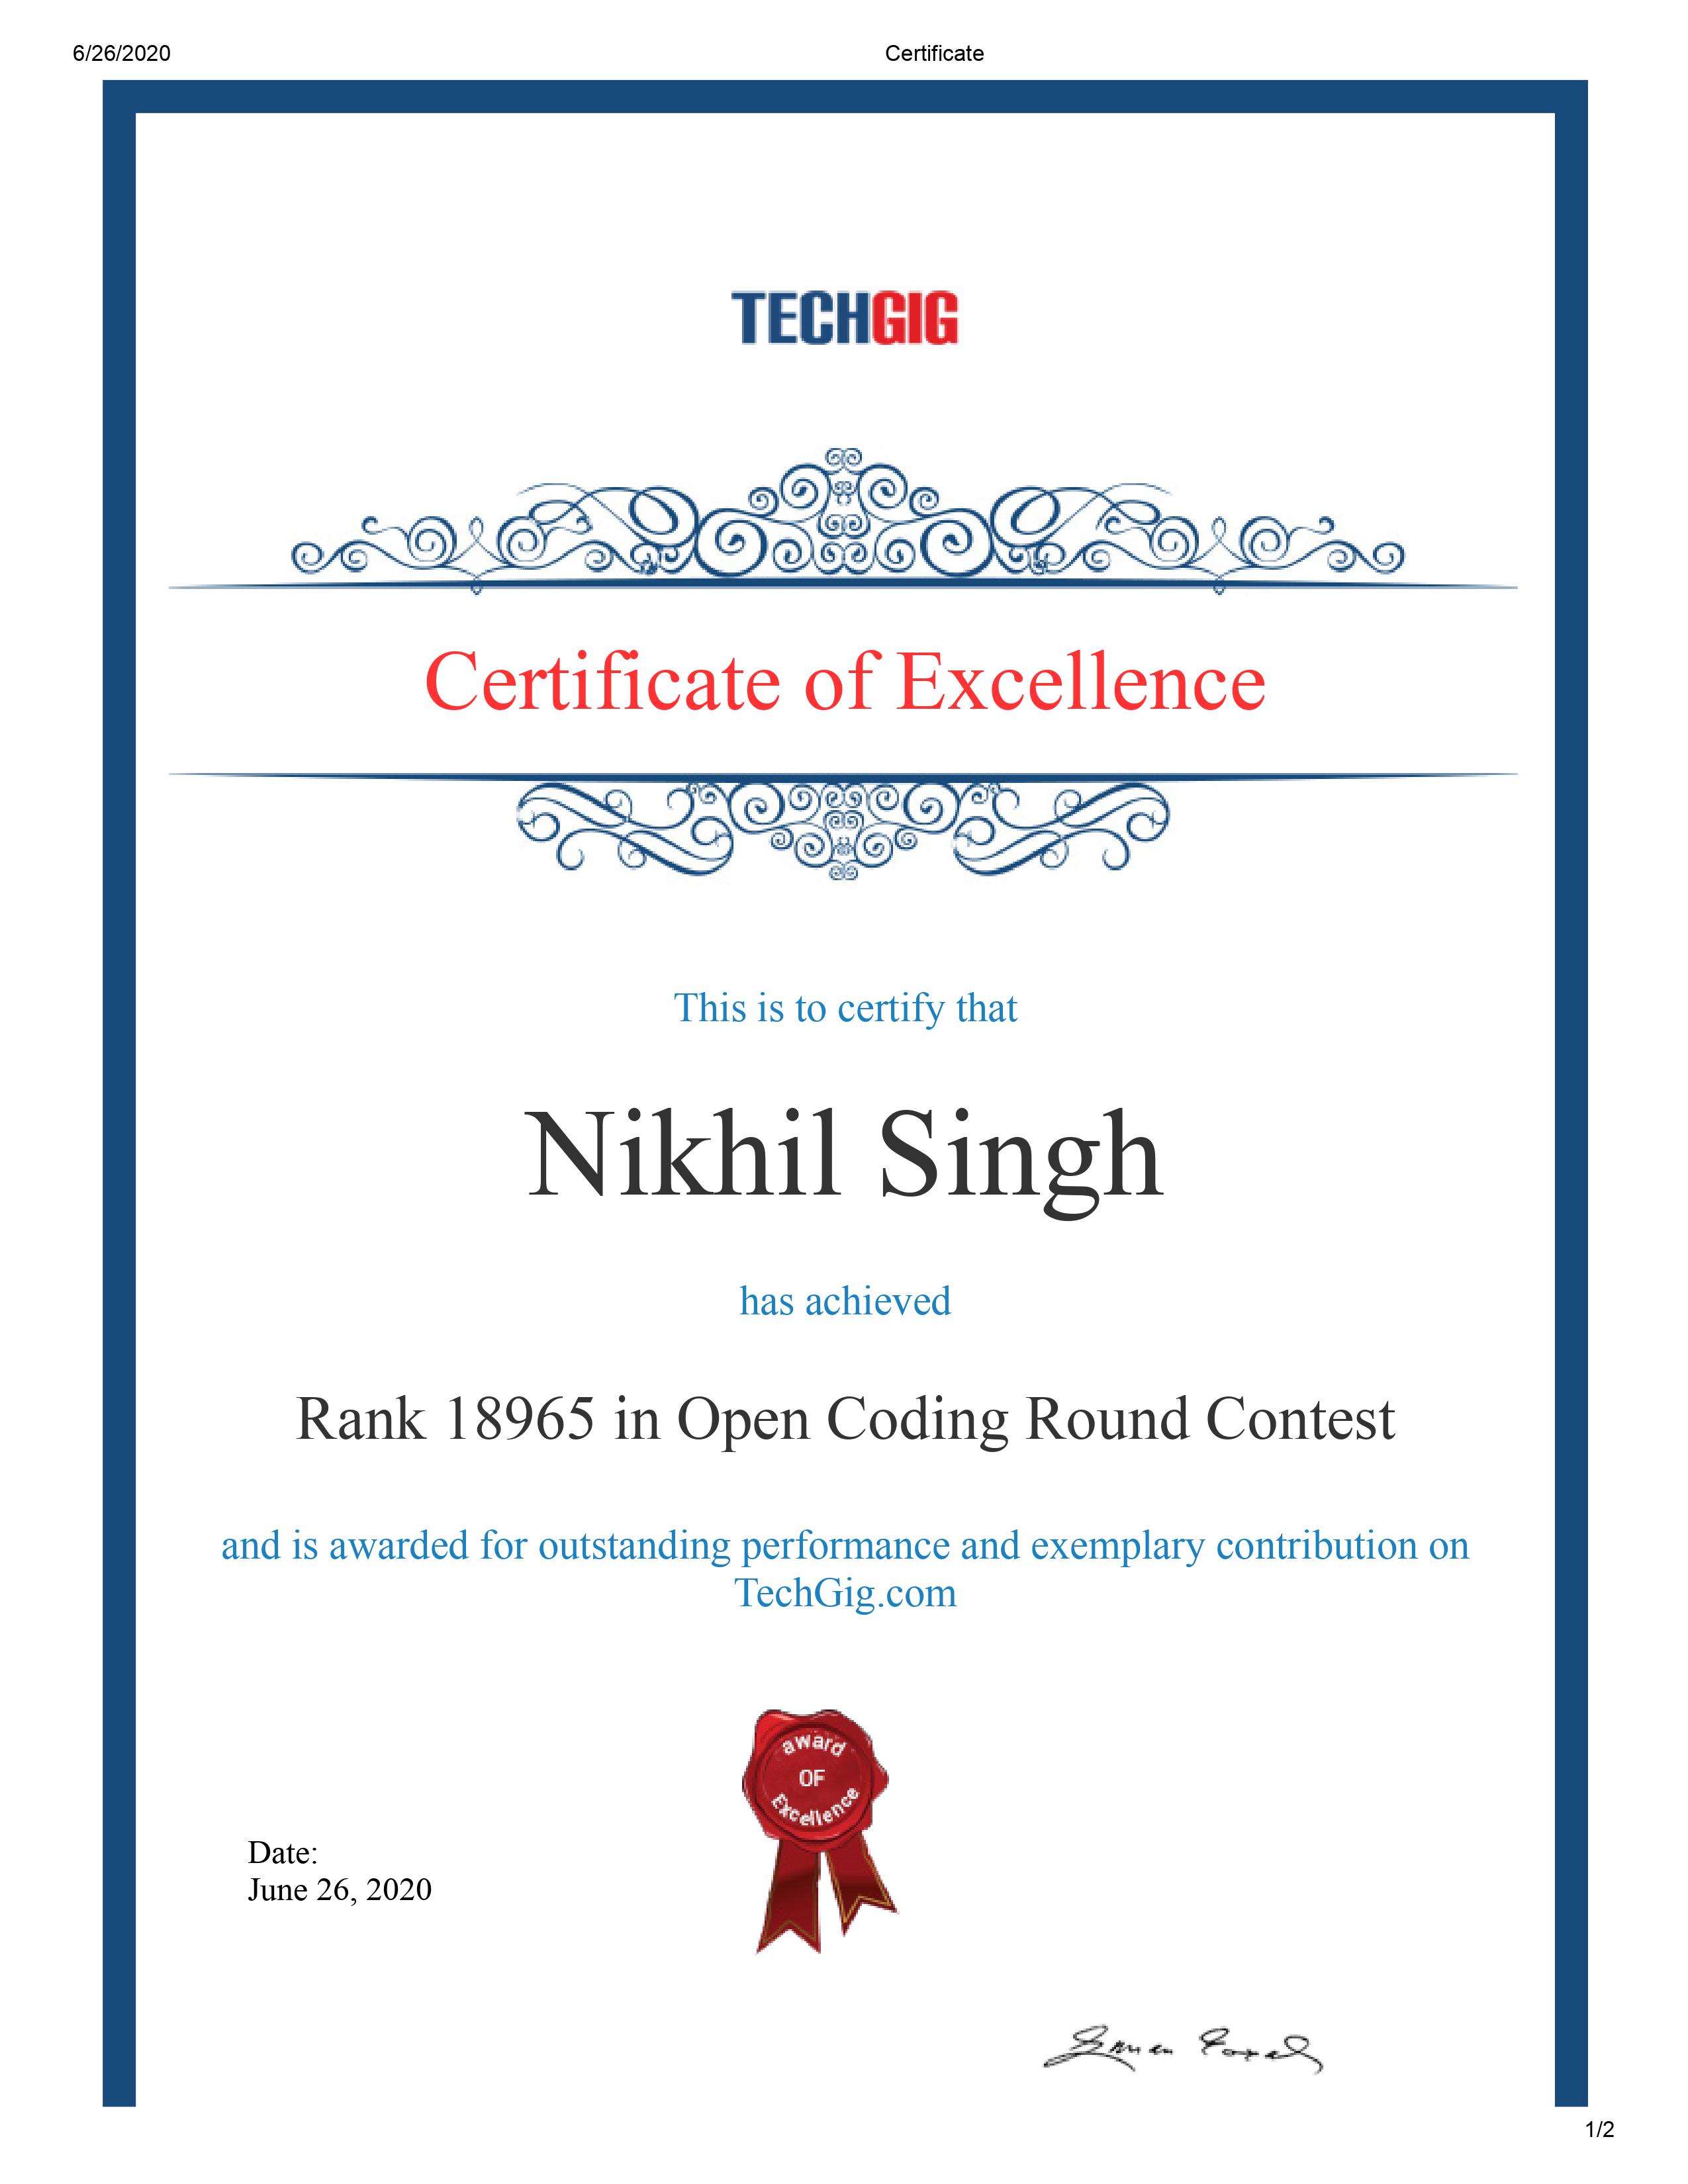 6/26/2020
Certificate
TECHGIG
Certificate of Excellence
This is to certify that
Nikhil Singh
has achieved
Rank 18965 in Open Coding Round Contest
and is awarded for outstanding performance and exemplary contribution on
TechGig.com
award
OF
Excellence
Date:
June 26, 2020
1/2